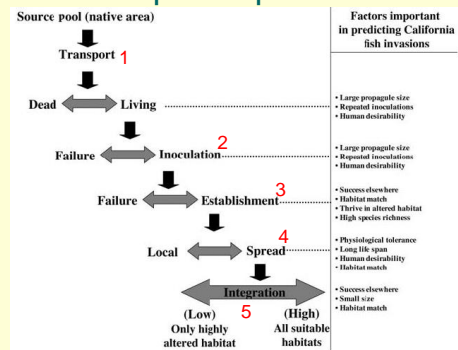 Source pool (native area)
Factors important
in predicting California
fish invasions
Transport 1
Dead
Living
• Large propagule size
• Repeated inoculations
• Human desirability
Failure
Inoculation 2
• Large propagule size
• Repeated inoculations
• Human desirability
Failure
Establishment 3
• Success elsewhere
• Habitat match
• Thrive in altered habitat
• High species richness
Local
Spread 4
• Physiological tolerance
• Long life span
• Human desirability
• Habitat match
Integration
5
(Low)
Only highly
altered habitat
(High)
All suitable
habitats
• Success elsewhere
• Small size
• Habitat match